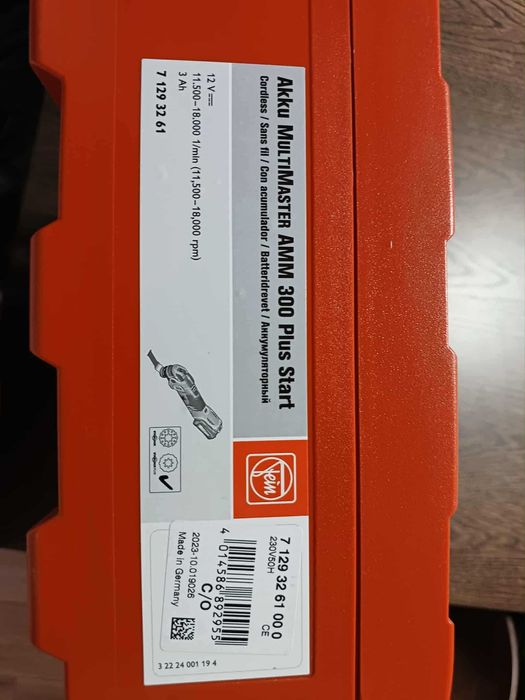 Akku MULTIMASTER AMM 300 Plus Start
Cordless / Sans fil / Con acumulador / Batteridrevet / Аккумуляторный
12 V
11.500–18.000 1/min (11,500–18,000 rpm)
3 Ah
7 129 32 61
Fein
7 129 32 61 00 0
230V50H
CE
4 014586 892955
C/O
2023-10.019026
Made in Germany
3 22 24 001 19 4